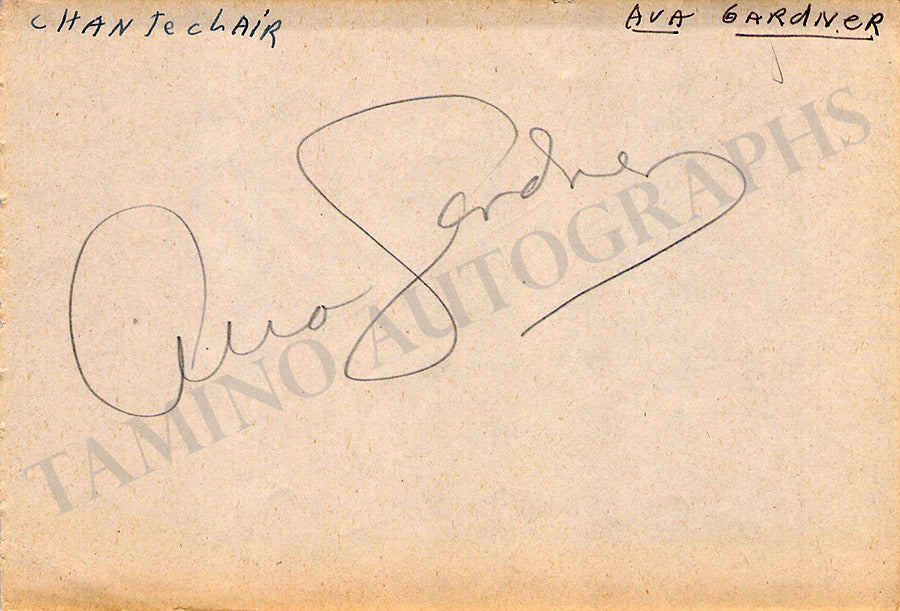 CHANTEcLAiR
AVA GARdNeR
Ava Gardner
TAMINO AUTOGRAPHS